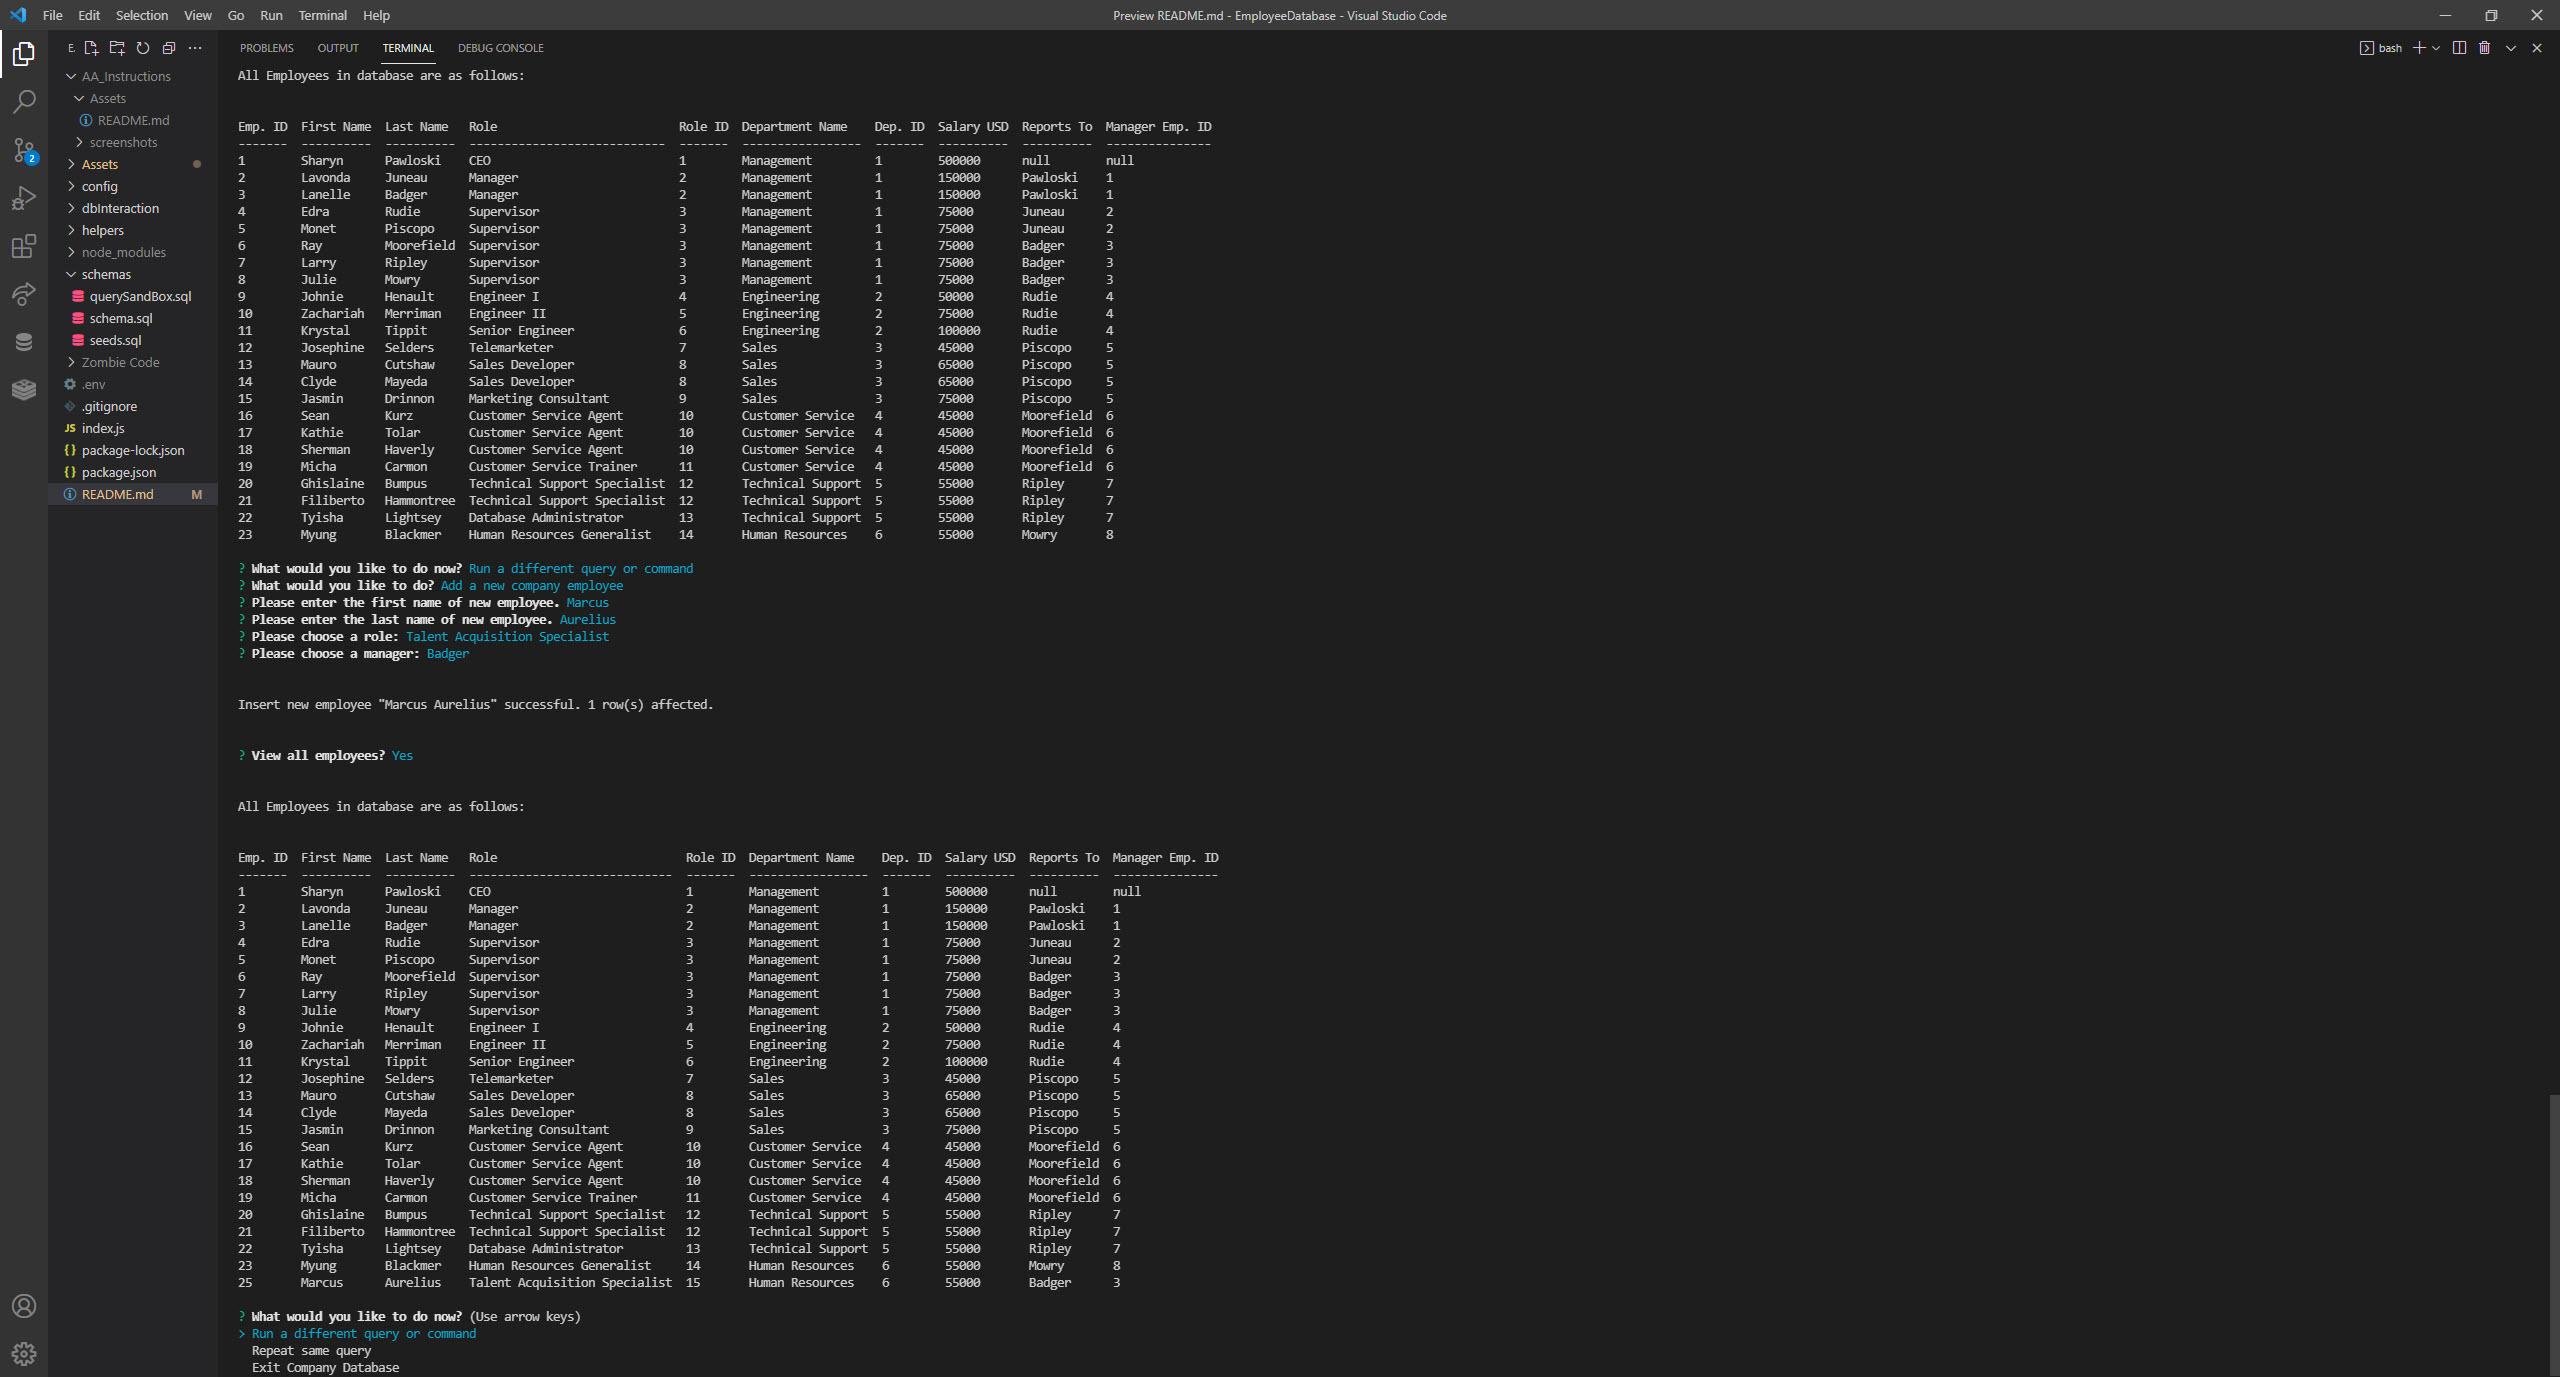 File Edit Selection View Go Run Terminal Help
Preview README.md - EmployeeDatabase - Visual Studio Code
E.
AA_Instructions
Assets
README.md
screenshots
Assets
config
dbInteraction
helpers
node_modules
schemas
querySandBox.sql
schema.sql
seeds.sql
Zombie Code
.env
.gitignore
JS index.js
{} package-lock.json
{} package.json
README.md M
2
PROBLEMS OUTPUT TERMINAL DEBUG CONSOLE
bash
All Employees in database are as follows:
Emp. ID First Name Last Name Role Role ID Department Name Dep. ID Salary USD Reports To Manager Emp. ID
------- ---------- ---------- ---------------------------- ------- ----------------- ------- ---------- ---------- ---------------
1 Sharyn Pawloski CEO 1 Management 1 500000 null null
2 Lavonda Juneau Manager 2 Management 1 150000 Pawloski 1
3 Lanelle Badger Manager 2 Management 1 150000 Pawloski 1
4 Edra Rudie Supervisor 3 Management 1 75000 Juneau 2
5 Monet Piscopo Supervisor 3 Management 1 75000 Juneau 2
6 Ray Moorefield Supervisor 3 Management 1 75000 Badger 3
7 Larry Ripley Supervisor 3 Management 1 75000 Badger 3
8 Julie Mowry Supervisor 3 Management 1 75000 Badger 3
9 Johnie Henault Engineer I 4 Engineering 2 50000 Rudie 4
10 Zachariah Merriman Engineer II 5 Engineering 2 75000 Rudie 4
11 Krystal Tippit Senior Engineer 6 Engineering 2 100000 Rudie 4
12 Josephine Selders Telemarketer 7 Sales 3 45000 Piscopo 5
13 Mauro Cutshaw Sales Developer 8 Sales 3 65000 Piscopo 5
14 Clyde Mayeda Sales Developer 8 Sales 3 65000 Piscopo 5
15 Jasmin Drinnon Marketing Consultant 9 Sales 3 75000 Piscopo 5
16 Sean Kurz Customer Service Agent 10 Customer Service 4 45000 Moorefield 6
17 Kathie Tolar Customer Service Agent 10 Customer Service 4 45000 Moorefield 6
18 Sherman Haverly Customer Service Agent 10 Customer Service 4 45000 Moorefield 6
19 Micha Carmon Customer Service Trainer 11 Customer Service 4 45000 Moorefield 6
20 Ghislaine Bumpus Technical Support Specialist 12 Technical Support 5 55000 Ripley 7
21 Filiberto Hammontree Technical Support Specialist 12 Technical Support 5 55000 Ripley 7
22 Tyisha Lightsey Database Administrator 13 Technical Support 5 55000 Ripley 7
23 Myung Blackmer Human Resources Generalist 14 Human Resources 6 55000 Mowry 8
? What would you like to do now? Run a different query or command
? What would you like to do? Add a new company employee
? Please enter the first name of new employee. Marcus
? Please enter the last name of new employee. Aurelius
? Please choose a role: Talent Acquisition Specialist
? Please choose a manager: Badger
Insert new employee "Marcus Aurelius" successful. 1 row(s) affected.
? View all employees? Yes
All Employees in database are as follows:
Emp. ID First Name Last Name Role Role ID Department Name Dep. ID Salary USD Reports To Manager Emp. ID
------- ---------- ---------- ----------------------------- ------- ----------------- ------- ---------- ---------- ---------------
1 Sharyn Pawloski CEO 1 Management 1 500000 null null
2 Lavonda Juneau Manager 2 Management 1 150000 Pawloski 1
3 Lanelle Badger Manager 2 Management 1 150000 Pawloski 1
4 Edra Rudie Supervisor 3 Management 1 75000 Juneau 2
5 Monet Piscopo Supervisor 3 Management 1 75000 Juneau 2
6 Ray Moorefield Supervisor 3 Management 1 75000 Badger 3
7 Larry Ripley Supervisor 3 Management 1 75000 Badger 3
8 Julie Mowry Supervisor 3 Management 1 75000 Badger 3
9 Johnie Henault Engineer I 4 Engineering 2 50000 Rudie 4
10 Zachariah Merriman Engineer II 5 Engineering 2 75000 Rudie 4
11 Krystal Tippit Senior Engineer 6 Engineering 2 100000 Rudie 4
12 Josephine Selders Telemarketer 7 Sales 3 45000 Piscopo 5
13 Mauro Cutshaw Sales Developer 8 Sales 3 65000 Piscopo 5
14 Clyde Mayeda Sales Developer 8 Sales 3 65000 Piscopo 5
15 Jasmin Drinnon Marketing Consultant 9 Sales 3 75000 Piscopo 5
16 Sean Kurz Customer Service Agent 10 Customer Service 4 45000 Moorefield 6
17 Kathie Tolar Customer Service Agent 10 Customer Service 4 45000 Moorefield 6
18 Sherman Haverly Customer Service Agent 10 Customer Service 4 45000 Moorefield 6
19 Micha Carmon Customer Service Trainer 11 Customer Service 4 45000 Moorefield 6
20 Ghislaine Bumpus Technical Support Specialist 12 Technical Support 5 55000 Ripley 7
21 Filiberto Hammontree Technical Support Specialist 12 Technical Support 5 55000 Ripley 7
22 Tyisha Lightsey Database Administrator 13 Technical Support 5 55000 Ripley 7
23 Myung Blackmer Human Resources Generalist 14 Human Resources 6 55000 Mowry 8
25 Marcus Aurelius Talent Acquisition Specialist 15 Human Resources 6 55000 Badger 3
? What would you like to do now? (Use arrow keys)
> Run a different query or command
Repeat same query
Exit Company Database